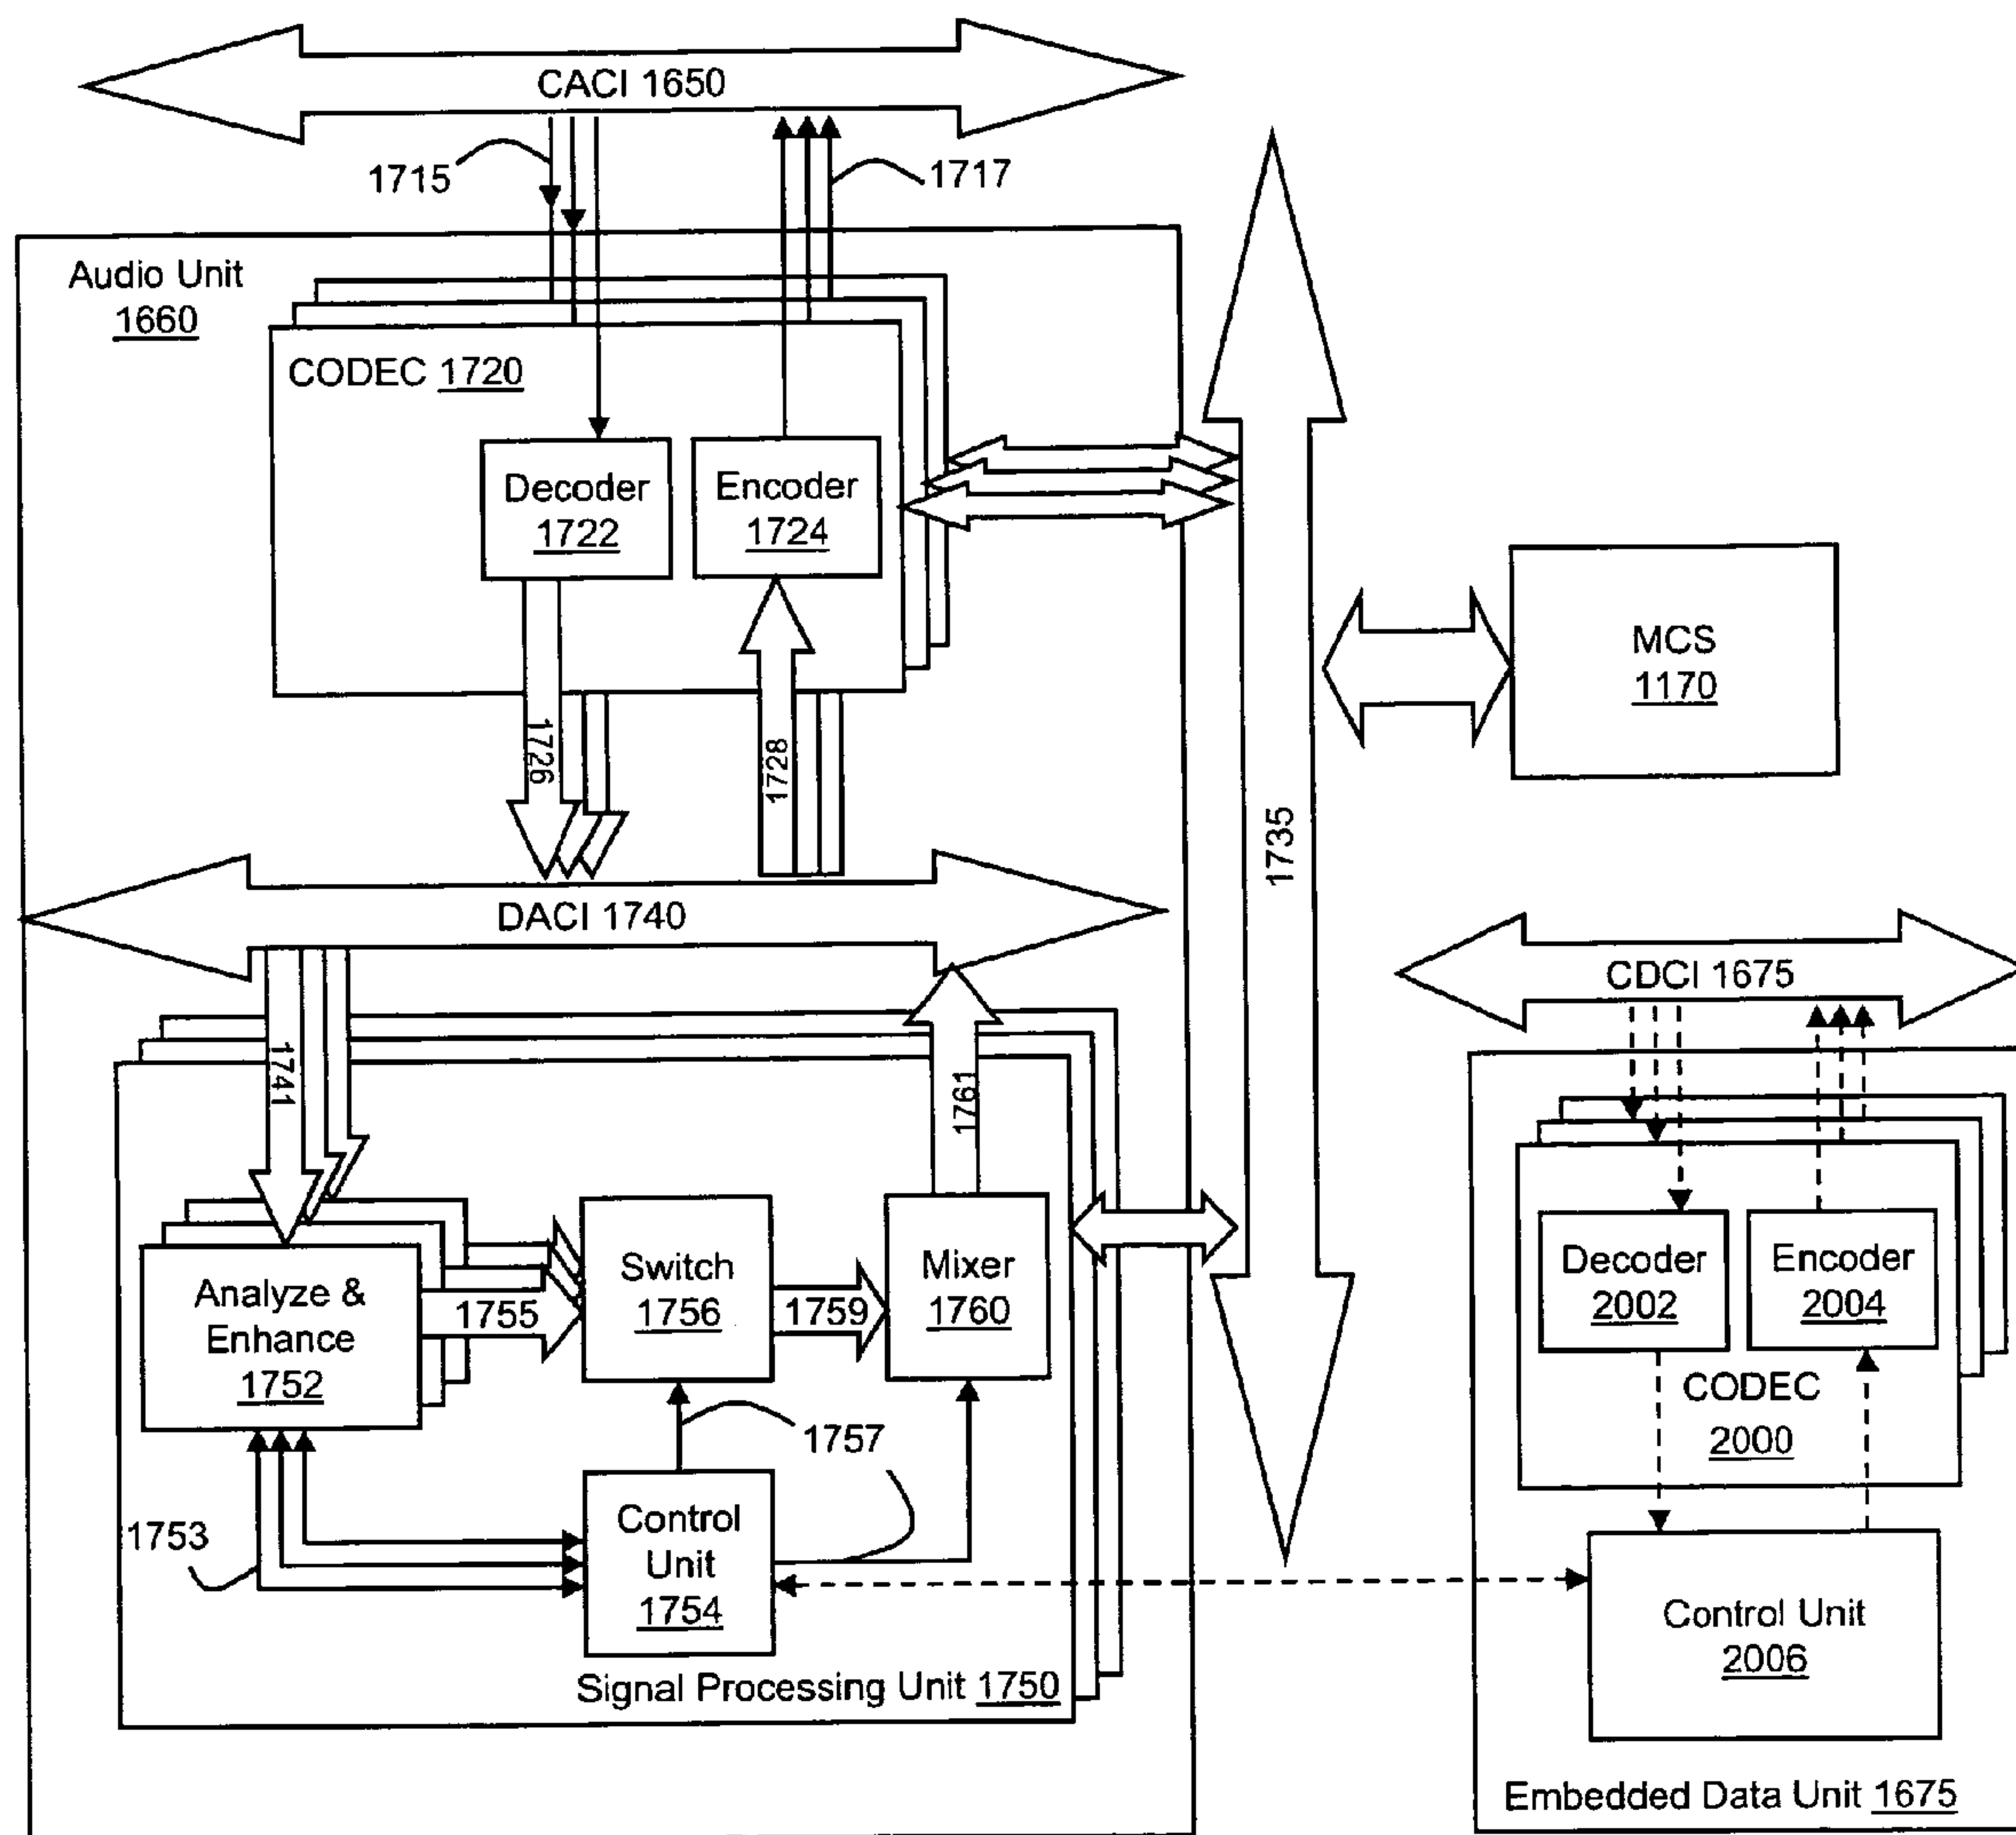 CACI 1650
1715
1717
Audio Unit
1660
CODEC 1720
Decoder
1722
Encoder
1724
MCS
1170
1726
1728
1735
DACI 1740
CDCI 1675
1741
1761
Analyze &
Enhance
1752
1755
Switch
1756
1759
Mixer
1760
Decoder
2002
Encoder
2004
CODEC
2000
1757
1753
Control
Unit
1754
Control Unit
2006
Signal Processing Unit 1750
Embedded Data Unit 1675